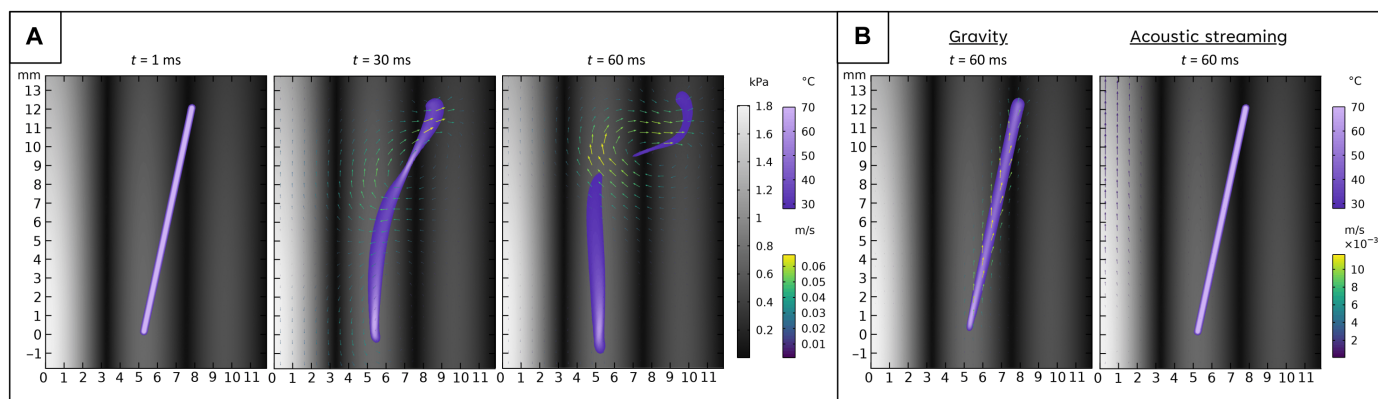 A
t = 1 ms
t = 30 ms
t = 60 ms
mm
13
12
11
10
9
8
7
6
5
4
3
2
1
0
−1
0 1 2 3 4 5 6 7 8 9 10 11
0 1 2 3 4 5 6 7 8 9 10 11
0 1 2 3 4 5 6 7 8 9 10 11
kPa
1.8
1.6
1.4
1.2
1
0.8
0.6
0.4
0.2
°C
70
60
50
40
30
m/s
0.06
0.05
0.04
0.03
0.02
0.01
B
Gravity
t = 60 ms
Acoustic streaming
t = 60 ms
mm
13
12
11
10
9
8
7
6
5
4
3
2
1
0
−1
0 1 2 3 4 5 6 7 8 9 10 11
0 1 2 3 4 5 6 7 8 9 10 11
°C
70
60
50
40
30
m/s
×10⁻³
10
8
6
4
2